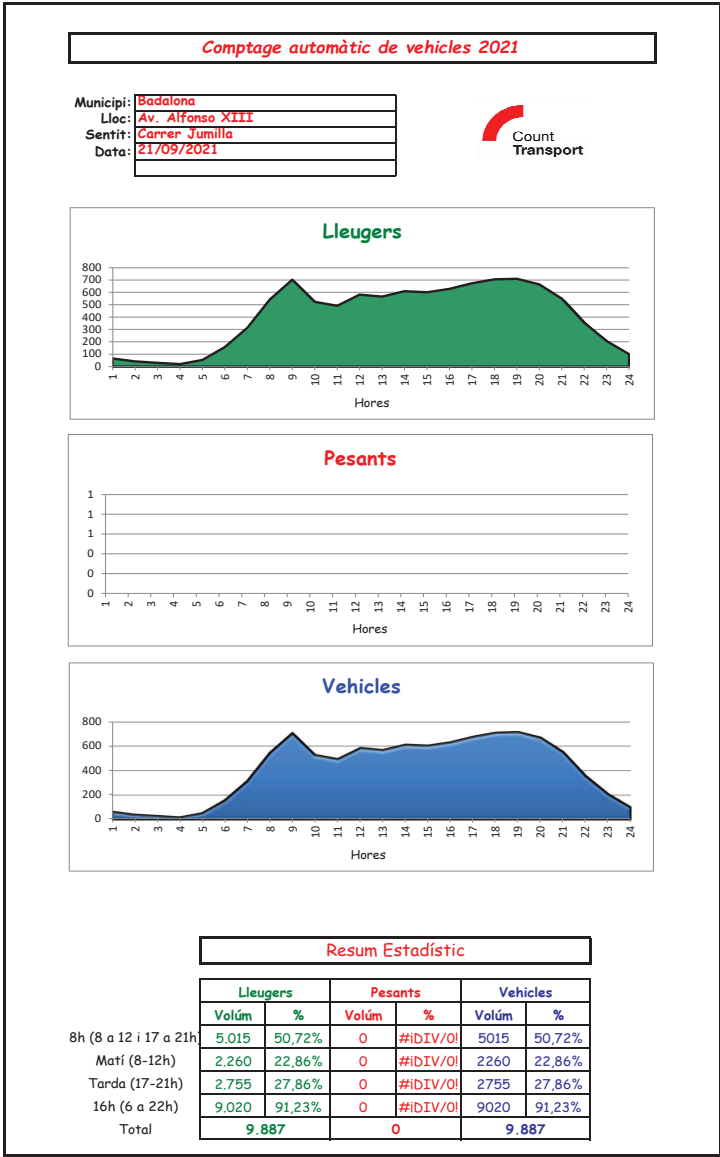 Comptage automàtic de vehicles 2021
Municipi: Badalona
Lloc: Av. Alfonso XIII
Sentit: Carrer Jumilla
Data: 21/09/2021
Count
Transport
Lleugers
800
700
600
500
400
300
200
100
0
1 2 3 4 5 6 7 8 9 10 11 12 13 14 15 16 17 18 19 20 21 22 23 24
Hores
Pesants
1
1
1
0
0
0
1 2 3 4 5 6 7 8 9 10 11 12 13 14 15 16 17 18 19 20 21 22 23 24
Hores
Vehicles
800
600
400
200
0
1 2 3 4 5 6 7 8 9 10 11 12 13 14 15 16 17 18 19 20 21 22 23 24
Hores
Resum Estadístic
Lleugers Pesants Vehicles
Volúm % Volúm % Volúm %
8h (8 a 12 i 17 a 21h) 5.015 50,72% 0 #¡DIV/0! 5015 50,72%
Matí (8-12h) 2.260 22,86% 0 #¡DIV/0! 2260 22,86%
Tarda (17-21h) 2.755 27,86% 0 #¡DIV/0! 2755 27,86%
16h (6 a 22h) 9.020 91,23% 0 #¡DIV/0! 9020 91,23%
Total 9.887 0 9.887